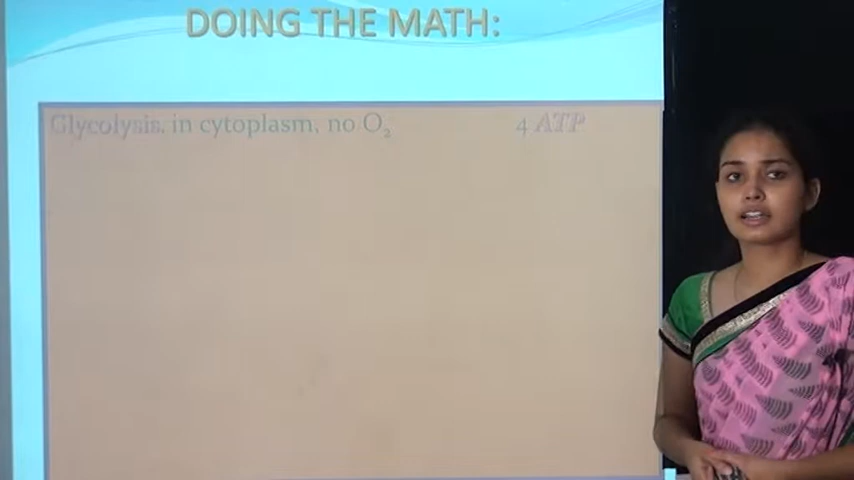 DOING THE MATH:
Glycolysis, in cytoplasm, no O₂ 4 ATP